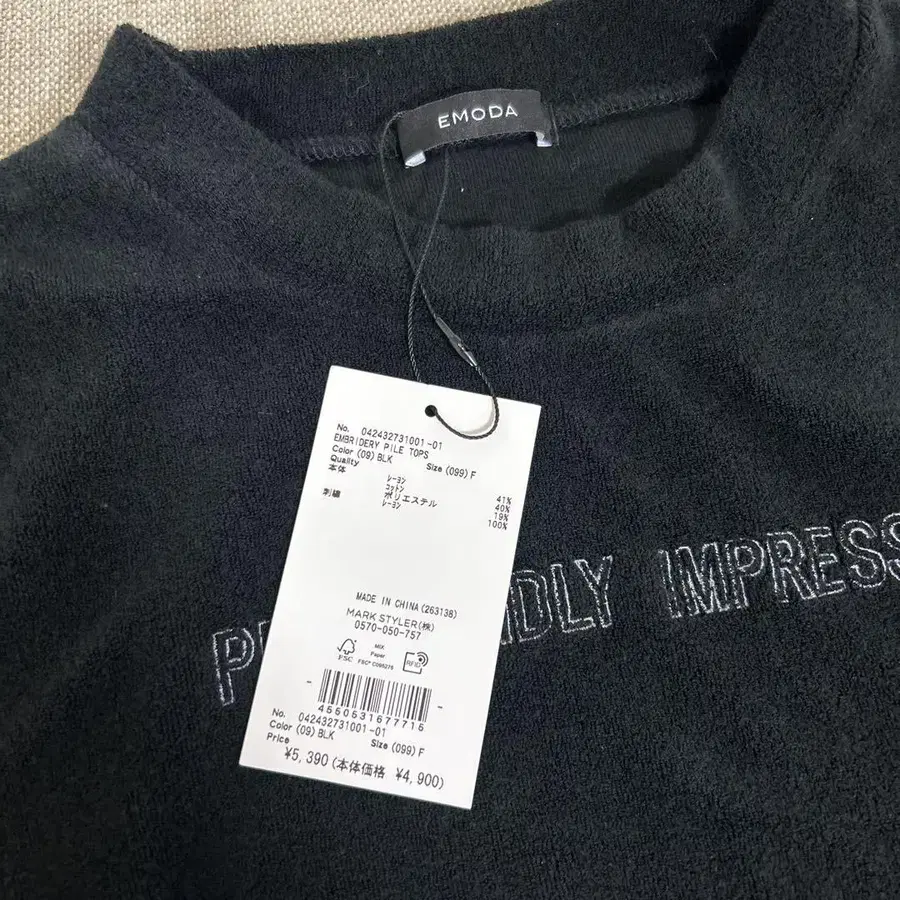 EMODA
No. 042432731001-01
EMBRIDERY PILE TOPS
Color (09) BLK Size (099) F
Quality
本体 レーヨン 41%
コットン 40%
ポリエステル 19%
刺繍 レーヨン 100%
DLY IMPRESS
MADE IN CHINA (263138)
MARK STYLER(株)
0570-050-757
FSC MIX Paper FSC® C095275 RFID
4550531677715
No. 042432731001-01
Color (09) BLK Size (099) F
Price
¥5,390 (本体価格 ¥4,900)